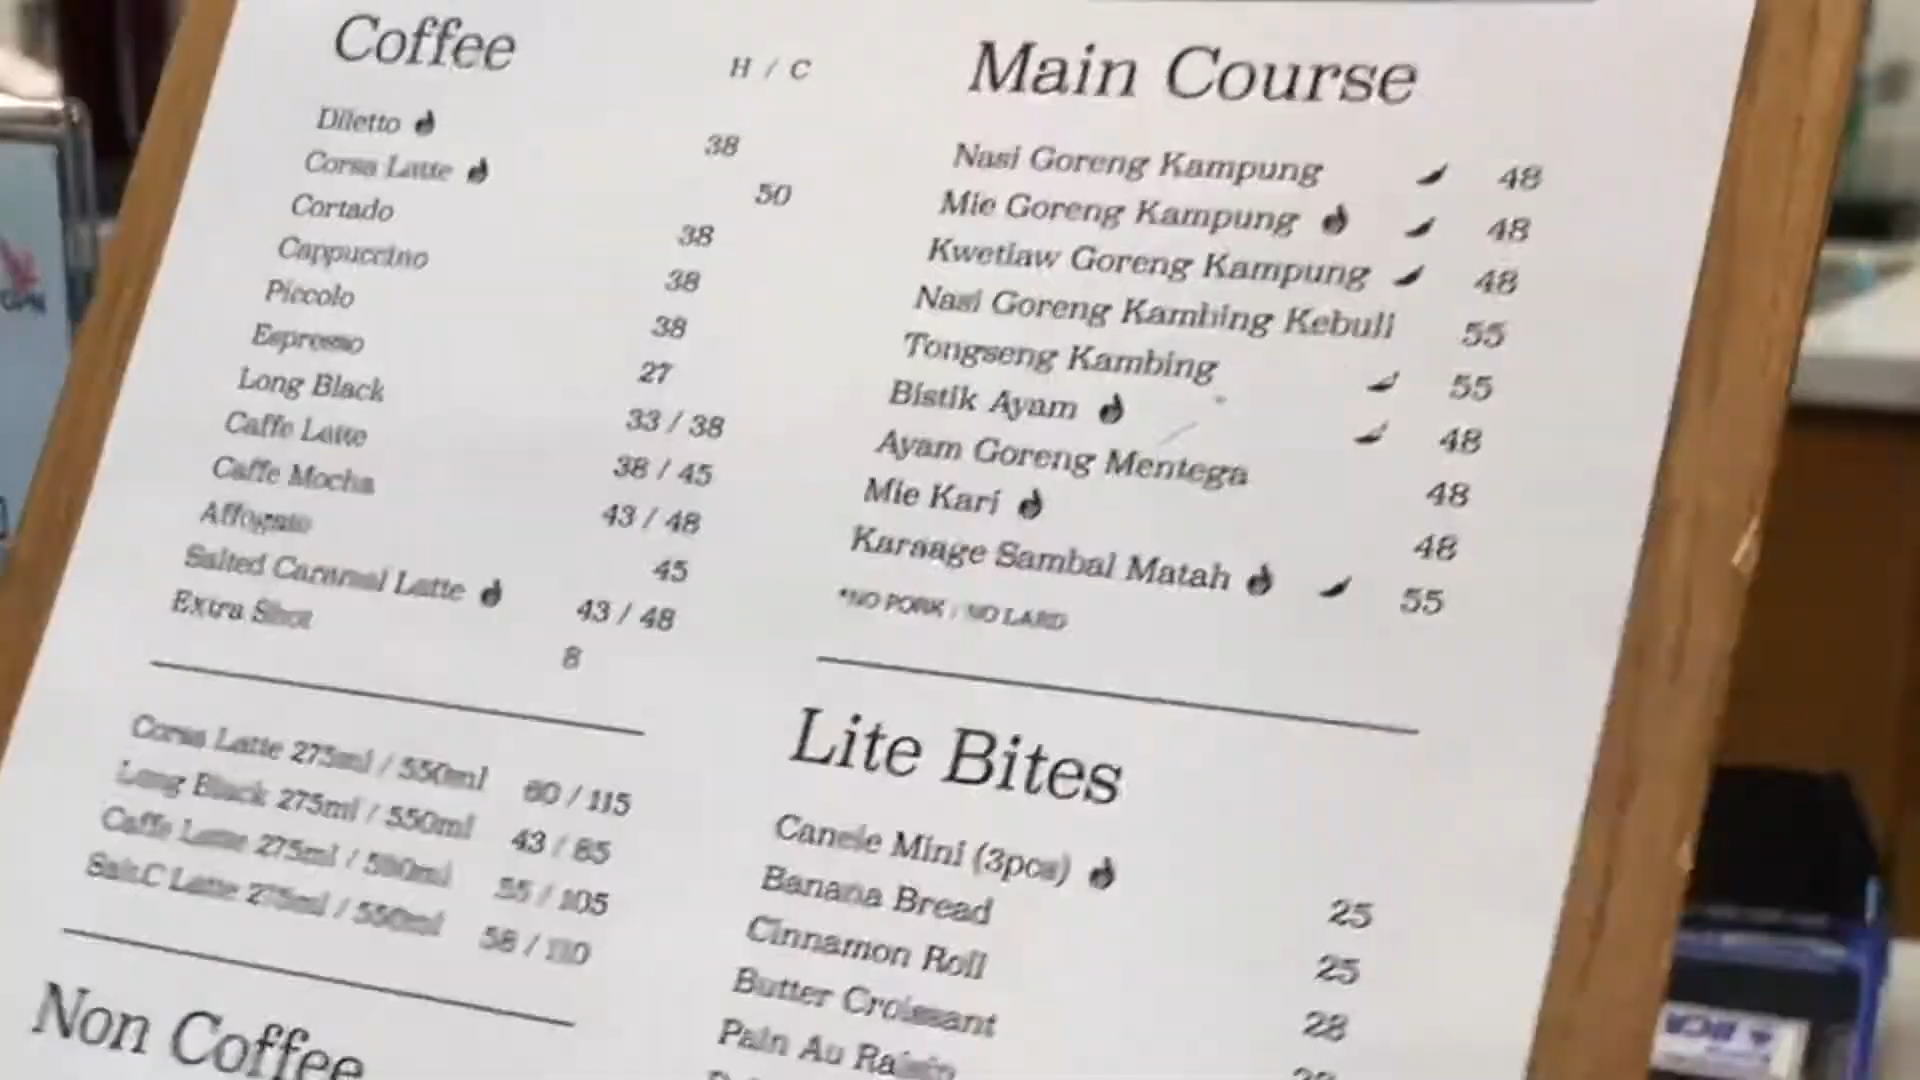 Coffee
H / C
Diletto 38
Corsa Latte 50
Cortado 38
Cappuccino 38
Piccolo 38
Espresso 27
Long Black 33 / 38
Caffe Latte 38 / 45
Caffe Mocha 43 / 48
Affogato 45
Salted Caramel Latte 43 / 48
Extra Shot 8
Corsa Latte 275ml / 550ml 60 / 115
Long Black 275ml / 550ml 43 / 85
Caffe Latte 275ml / 550ml 55 / 105
Salt.C Latte 275ml / 550ml 58 / 110
Non Coffee
Main Course
Nasi Goreng Kampung 48
Mie Goreng Kampung 48
Kwetiaw Goreng Kampung 48
Nasi Goreng Kambing Kebuli 55
Tongseng Kambing 55
Bistik Ayam 48
Ayam Goreng Mentega 48
Mie Kari 48
Karaage Sambal Matah 55
*NO PORK / NO LARD
Lite Bites
Canele Mini (3pcs) 25
Banana Bread 25
Cinnamon Roll 28
Butter Croissant
Pain Au Raisin
BCA